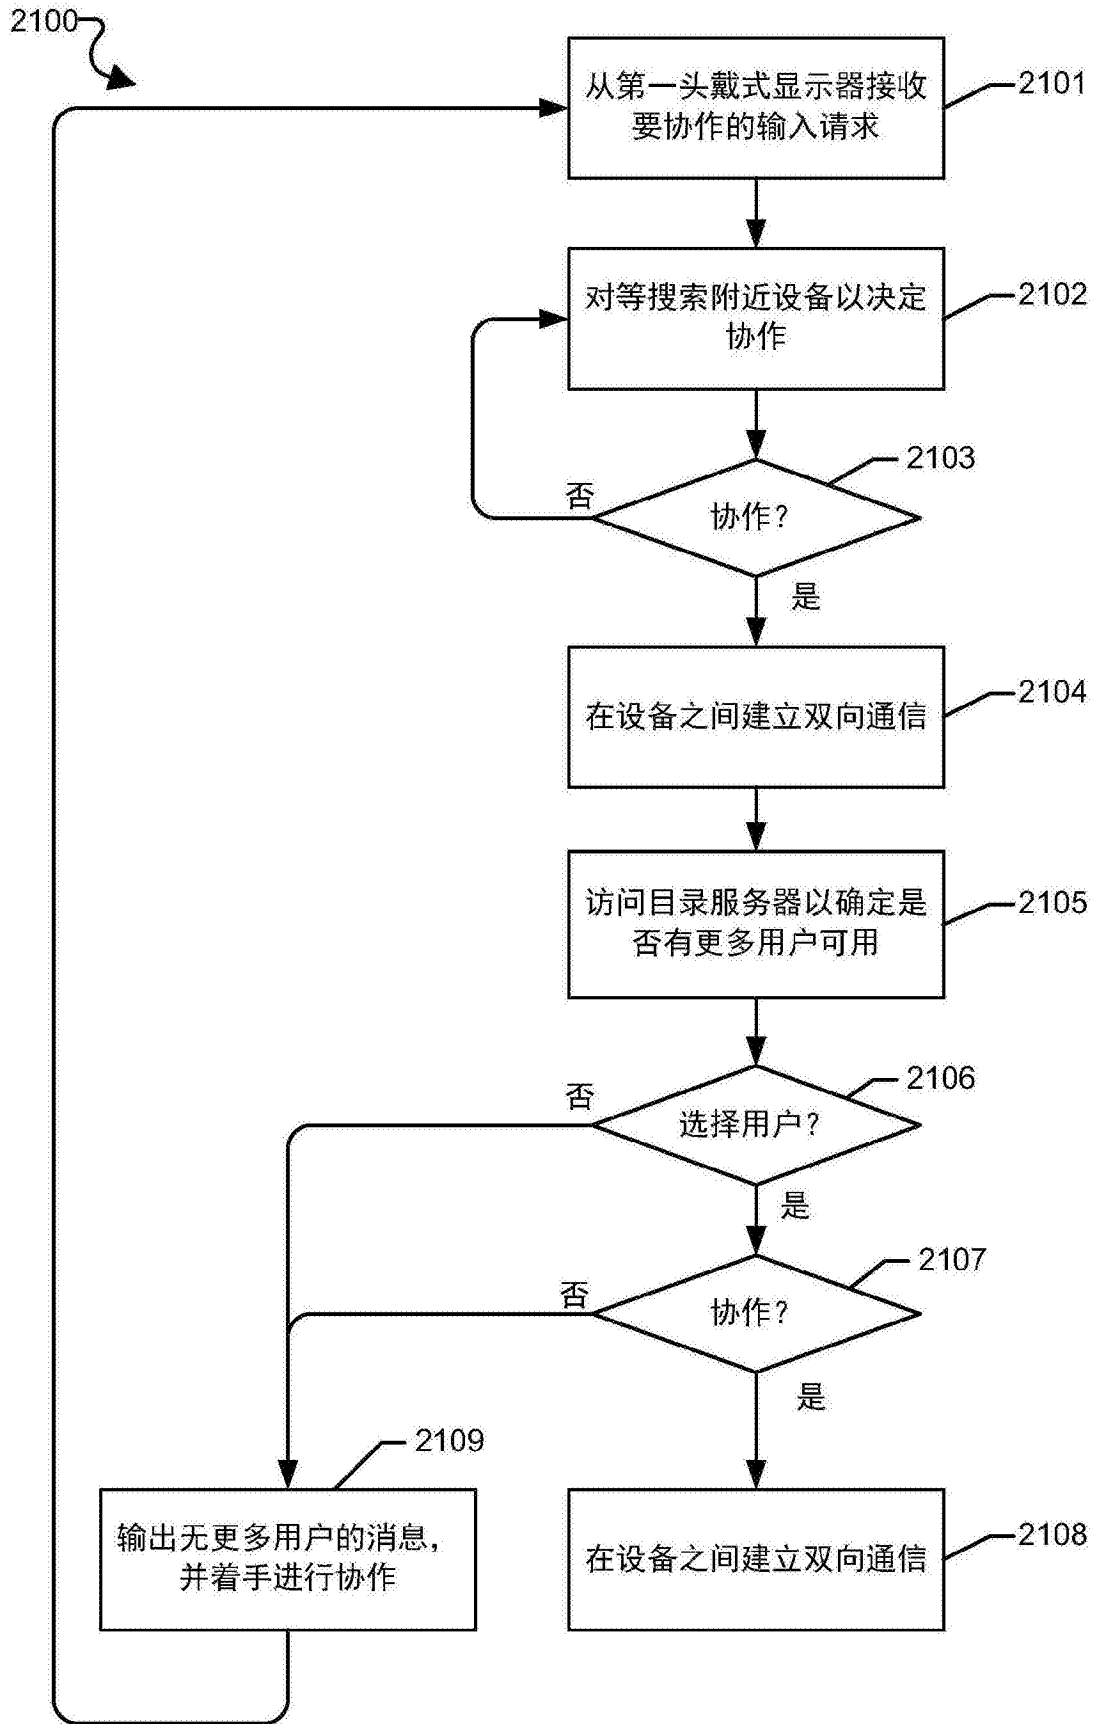 2100
从第一头戴式显示器接收
要协作的输入请求
2101
对等搜索附近设备以决定
协作
2102
协作？
2103
否
是
在设备之间建立双向通信
2104
访问目录服务器以确定是
否有更多用户可用
2105
选择用户？
2106
否
是
协作？
2107
否
是
在设备之间建立双向通信
2108
输出无更多用户的消息，
并着手进行协作
2109